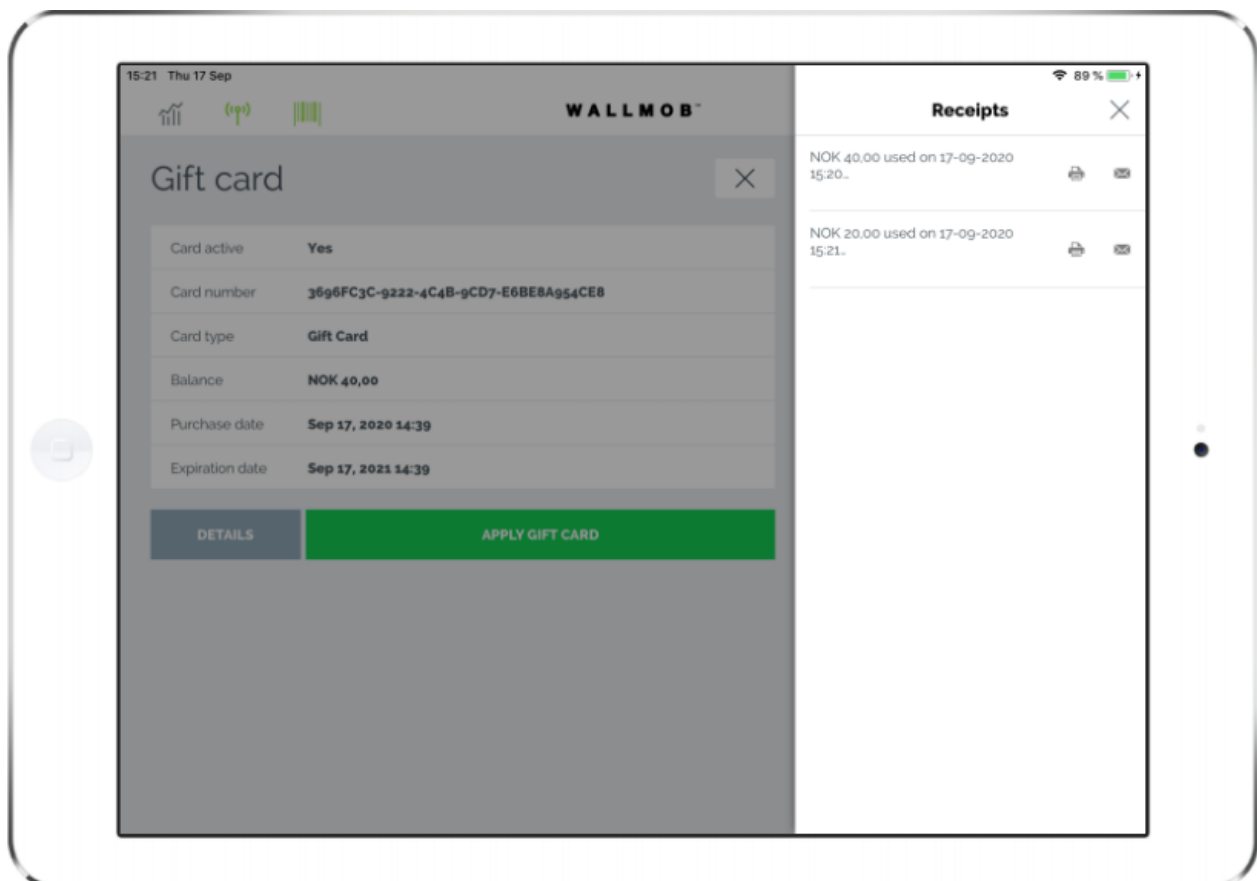 15:21 Thu 17 Sep
89 %
WALLMOB™
Receipts
Gift card
NOK 40,00 used on 17-09-2020
15:20..
NOK 20,00 used on 17-09-2020
15:21..
Card active Yes
Card number 3696FC3C-9222-4C4B-9CD7-E6BE8A954CE8
Card type Gift Card
Balance NOK 40,00
Purchase date Sep 17, 2020 14:39
Expiration date Sep 17, 2021 14:39
DETAILS
APPLY GIFT CARD